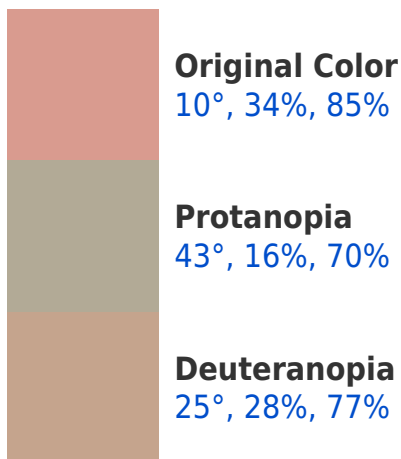 Original Color
10°, 34%, 85%
Protanopia
43°, 16%, 70%
Deuteranopia
25°, 28%, 77%